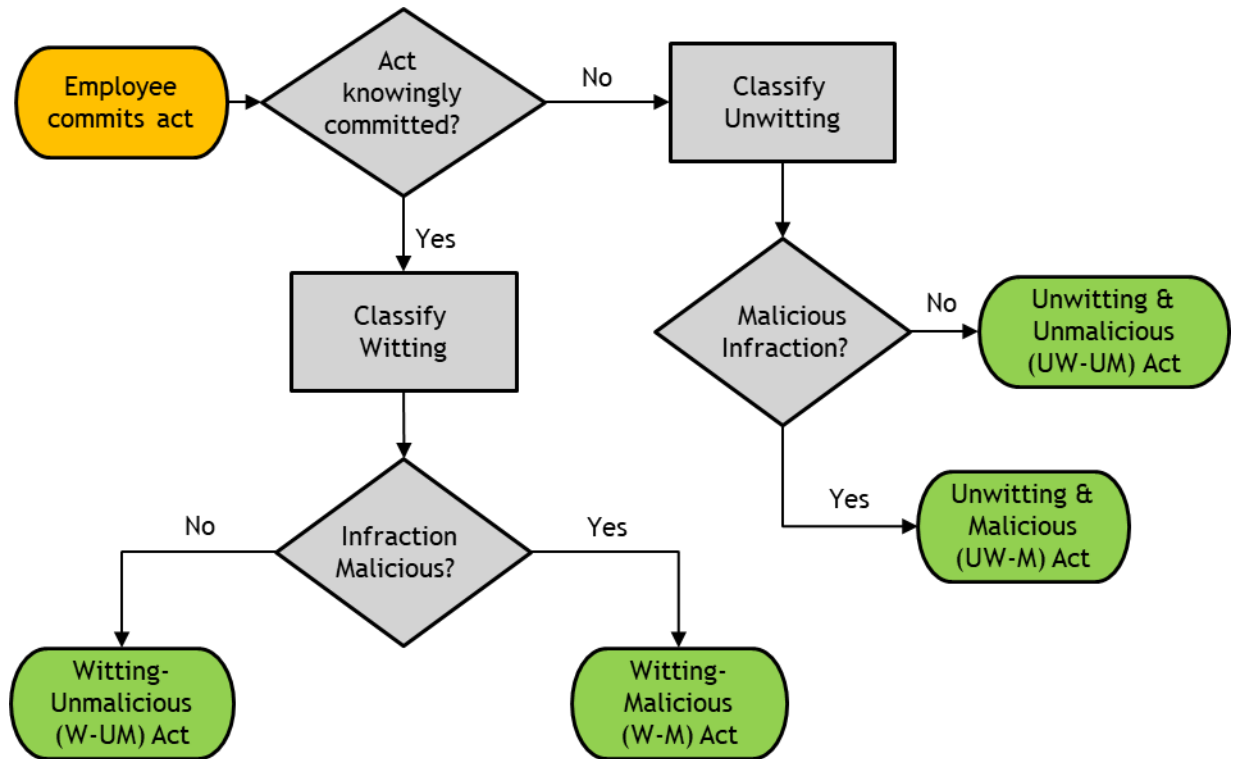 Employee
commits act
Act
knowingly
committed?
No
Classify
Unwitting
Yes
Classify
Witting
Malicious
Infraction?
No
Unwitting &
Unmalicious
(UW-UM) Act
Yes
Unwitting &
Malicious
(UW-M) Act
Infraction
Malicious?
No
Yes
Witting-
Unmalicious
(W-UM) Act
Witting-
Malicious
(W-M) Act